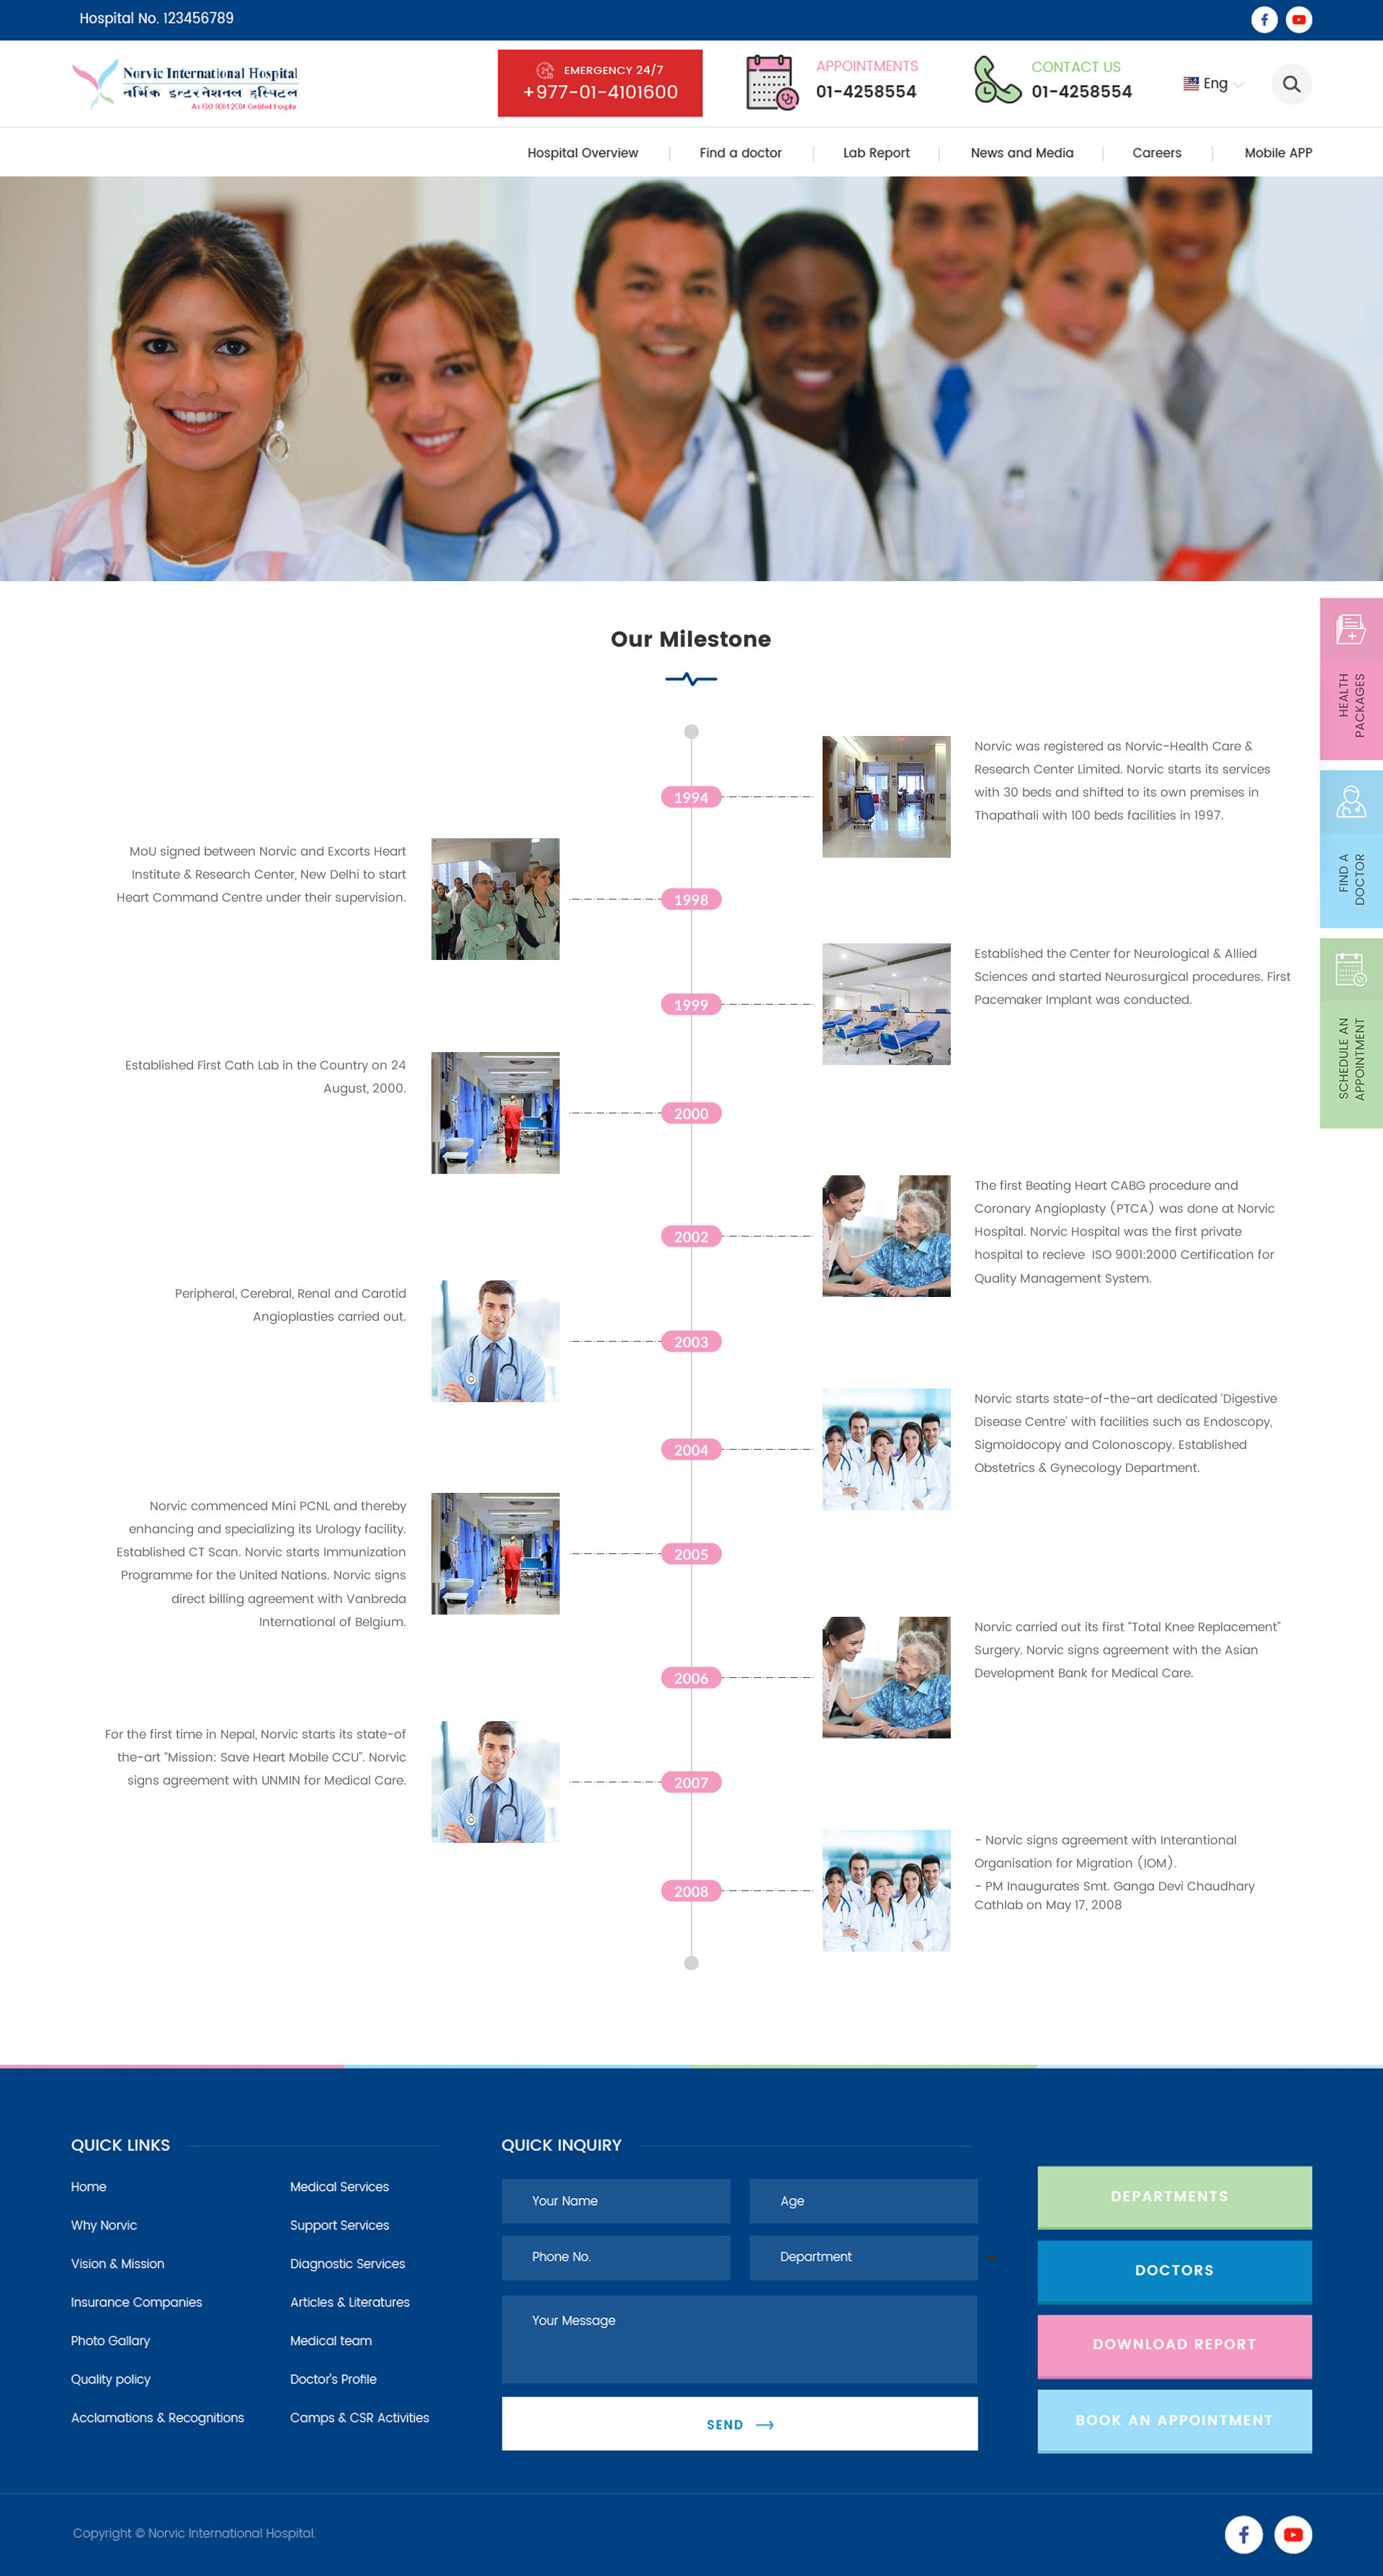 Hospital No. 123456789
Norvic International Hospital
नर्भिक इन्टरनेशनल हस्पिटल
An ISO 9001:2008 Certified Hospital
EMERGENCY 24/7
+977-01-4101600
APPOINTMENTS
01-4258554
CONTACT US
01-4258554
Eng
Hospital Overview
Find a doctor
Lab Report
News and Media
Careers
Mobile APP
HEALTH
PACKAGES
FIND A
DOCTOR
SCHEDULE AN
APPOINTMENT
Our Milestone
1994
Norvic was registered as Norvic-Health Care &
Research Center Limited. Norvic starts its services
with 30 beds and shifted to its own premises in
Thapathali with 100 beds facilities in 1997.
MoU signed between Norvic and Excorts Heart
Institute & Research Center, New Delhi to start
Heart Command Centre under their supervision.
1998
1999
Established the Center for Neurological & Allied
Sciences and started Neurosurgical procedures. First
Pacemaker Implant was conducted.
Established First Cath Lab in the Country on 24
August, 2000.
2000
2002
The first Beating Heart CABG procedure and
Coronary Angioplasty (PTCA) was done at Norvic
Hospital. Norvic Hospital was the first private
hospital to recieve ISO 9001:2000 Certification for
Quality Management System.
Peripheral, Cerebral, Renal and Carotid
Angioplasties carried out.
2003
2004
Norvic starts state-of-the-art dedicated 'Digestive
Disease Centre' with facilities such as Endoscopy,
Sigmoidocopy and Colonoscopy. Established
Obstetrics & Gynecology Department.
Norvic commenced Mini PCNL and thereby
enhancing and specializing its Urology facility.
Established CT Scan. Norvic starts Immunization
Programme for the United Nations. Norvic signs
direct billing agreement with Vanbreda
International of Belgium.
2005
2006
Norvic carried out its first "Total Knee Replacement"
Surgery. Norvic signs agreement with the Asian
Development Bank for Medical Care.
For the first time in Nepal, Norvic starts its state-of
the-art "Mission: Save Heart Mobile CCU". Norvic
signs agreement with UNMIN for Medical Care.
2007
2008
- Norvic signs agreement with Interantional
Organisation for Migration (IOM).
- PM Inaugurates Smt. Ganga Devi Chaudhary
Cathlab on May 17, 2008
QUICK LINKS
Home
Why Norvic
Vision & Mission
Insurance Companies
Photo Gallary
Quality policy
Acclamations & Recognitions
Medical Services
Support Services
Diagnostic Services
Articles & Literatures
Medical team
Doctor's Profile
Camps & CSR Activities
QUICK INQUIRY
Your Name
Age
Phone No.
Department
Your Message
SEND
DEPARTMENTS
DOCTORS
DOWNLOAD REPORT
BOOK AN APPOINTMENT
Copyright © Norvic International Hospital.